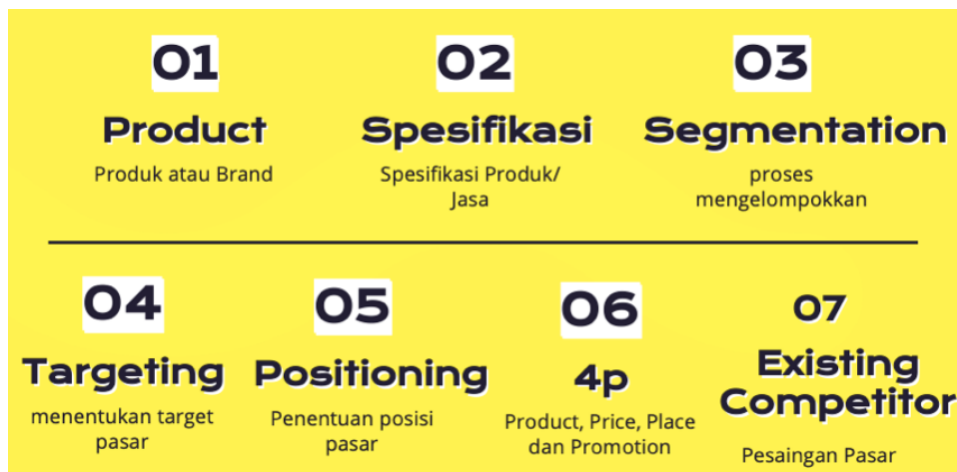 01
Product
Produk atau Brand
02
Spesifikasi
Spesifikasi Produk/
Jasa
03
Segmentation
proses
mengelompokkan
04
Targeting
menentukan target
pasar
05
Positioning
Penentuan posisi
pasar
06
4p
Product, Price, Place
dan Promotion
07
Existing
Competitor
Pesaingan Pasar